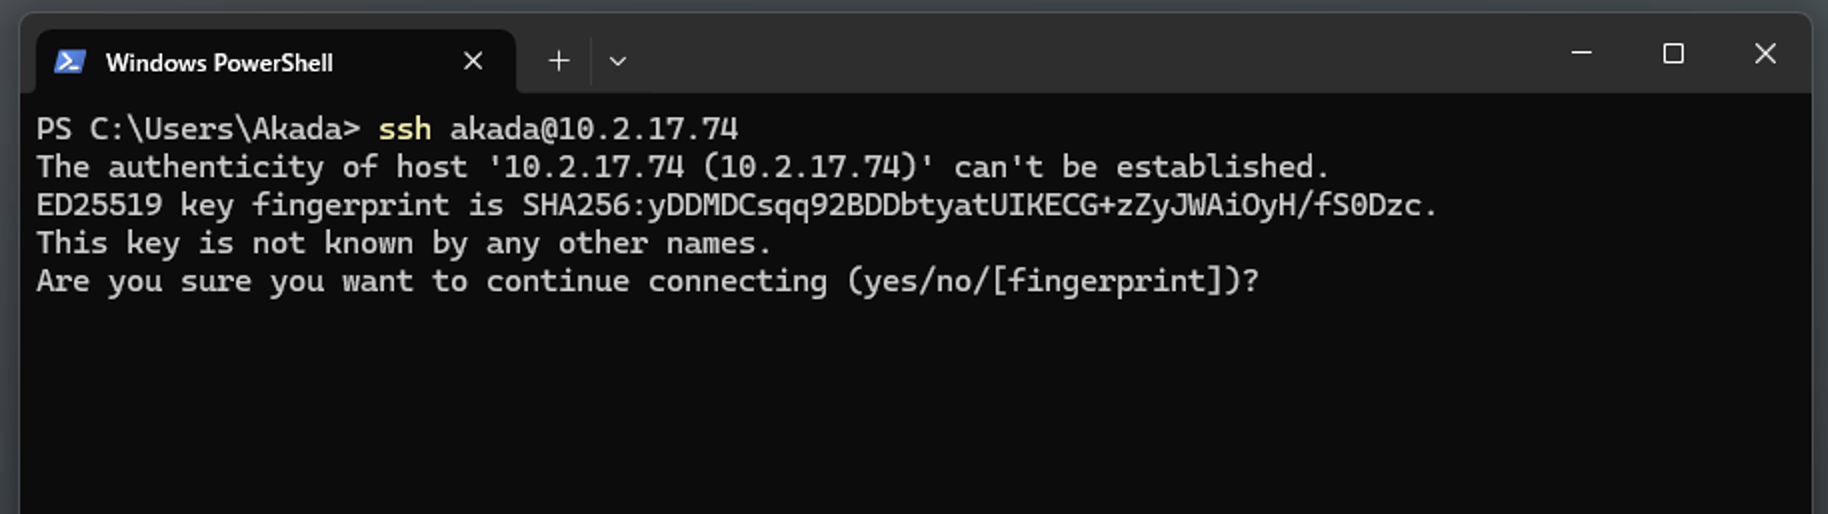 Windows PowerShell
PS C:\Users\Akada> ssh akada@10.2.17.74
The authenticity of host '10.2.17.74 (10.2.17.74)' can't be established.
ED25519 key fingerprint is SHA256:yDDMDCsqq92BDDbtyatUIKECG+zZyJWAiOyH/fS0Dzc.
This key is not known by any other names.
Are you sure you want to continue connecting (yes/no/[fingerprint])?